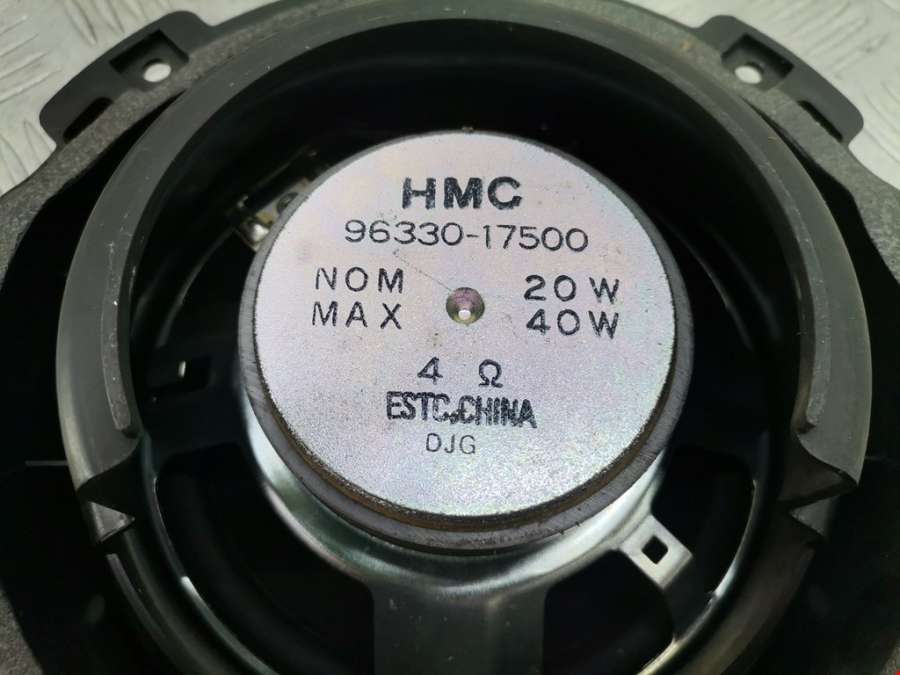 HMC
96330-17500
NOM 20W
MAX 40W
4 Ω
ESTC,CHINA
DJG